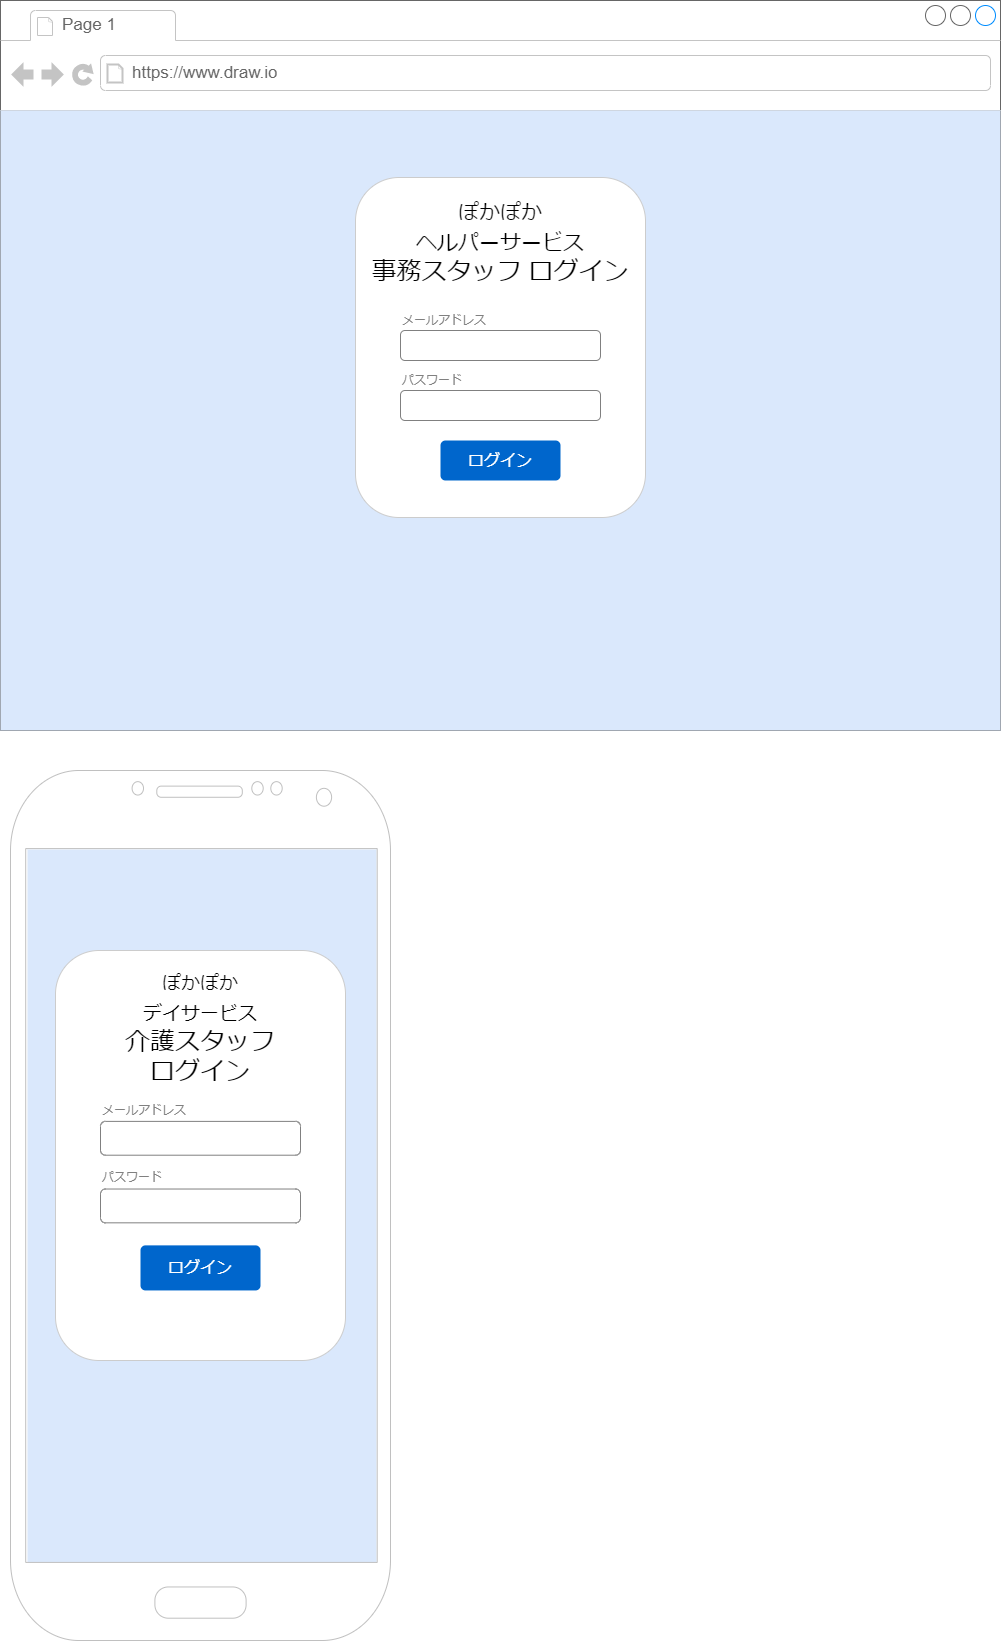 Page 1
https://www.draw.io
ぽかぽか
ヘルパーサービス
事務スタッフ ログイン
メールアドレス
パスワード
ログイン
ぽかぽか
デイサービス
介護スタッフ
ログイン
メールアドレス
パスワード
ログイン